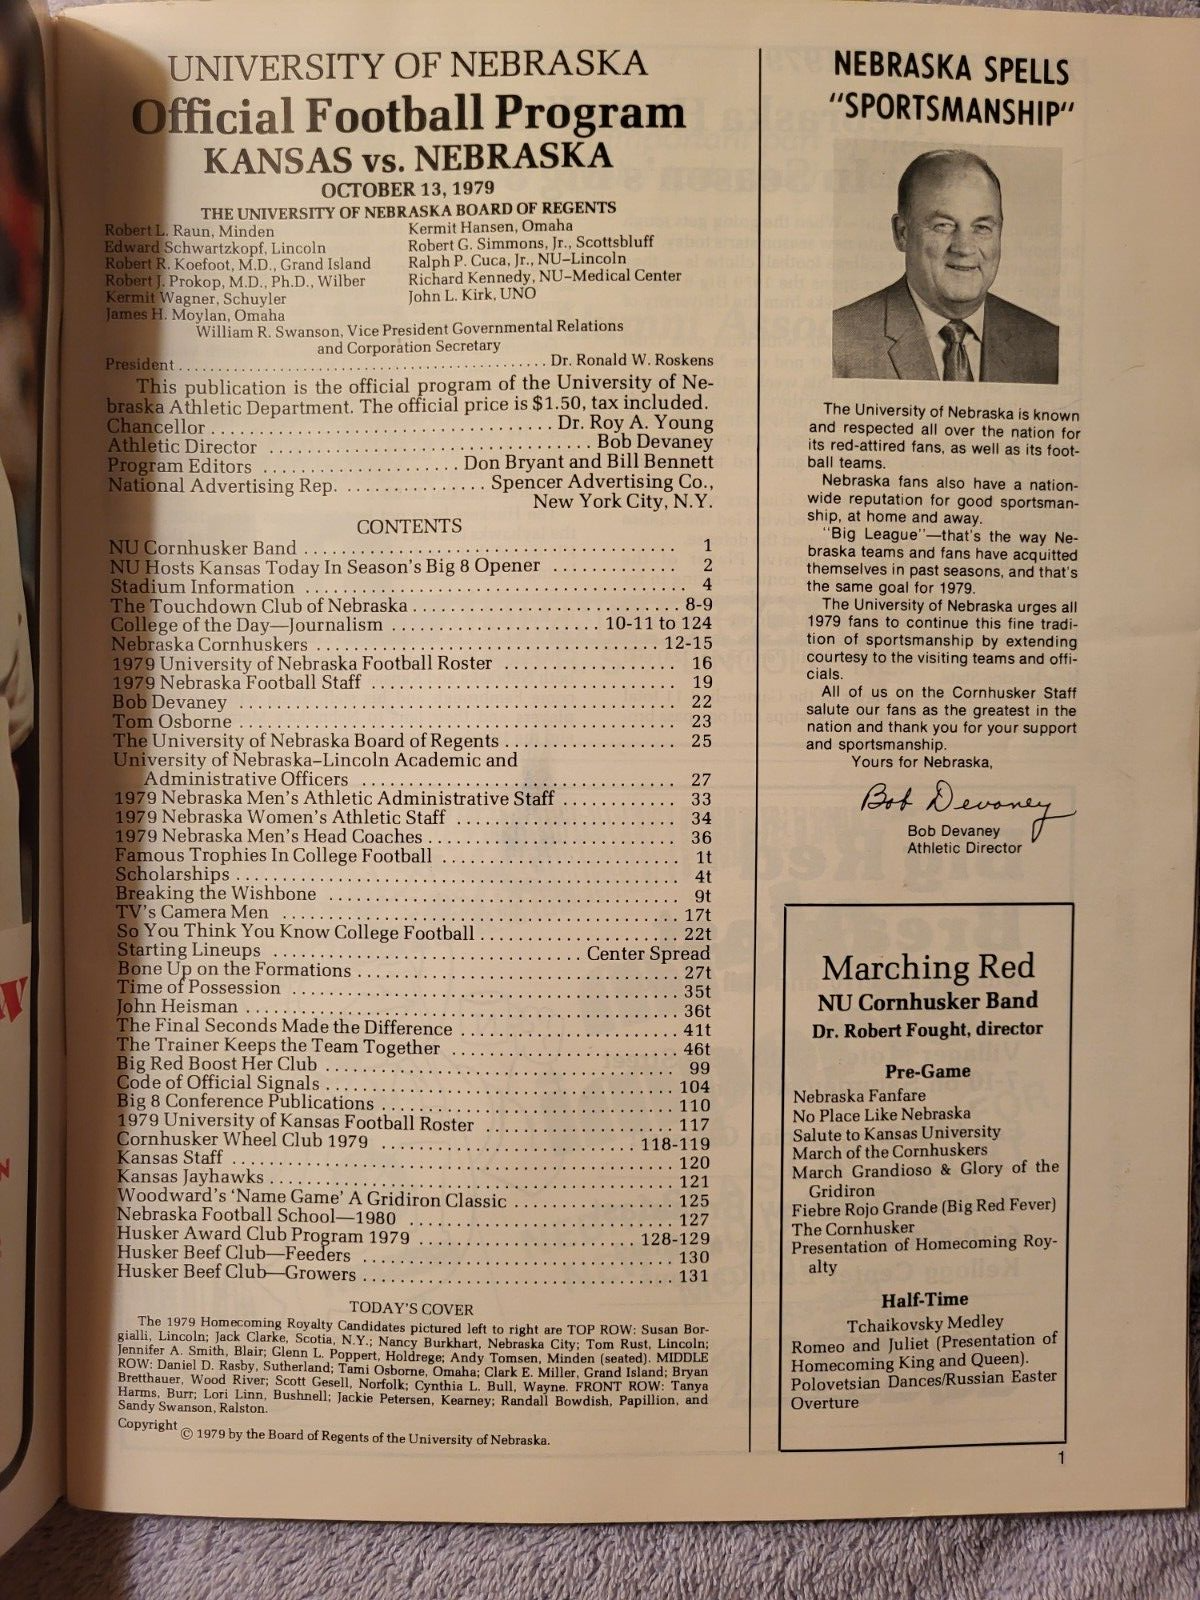 UNIVERSITY OF NEBRASKA
Official Football Program
KANSAS vs. NEBRASKA
OCTOBER 13, 1979
THE UNIVERSITY OF NEBRASKA BOARD OF REGENTS
Robert L. Raun, Minden
Edward Schwartzkopf, Lincoln
Robert R. Koefoot, M.D., Grand Island
Robert J. Prokop, M.D., Ph.D., Wilber
Kermit Wagner, Schuyler
James H. Moylan, Omaha
Kermit Hansen, Omaha
Robert G. Simmons, Jr., Scottsbluff
Ralph P. Cuca, Jr., NU-Lincoln
Richard Kennedy, NU-Medical Center
John L. Kirk, UNO
William R. Swanson, Vice President Governmental Relations
and Corporation Secretary
President ........ Dr. Ronald W. Roskens
This publication is the official program of the University of Ne-
braska Athletic Department. The official price is $1.50, tax included.
Chancellor ........ Dr. Roy A. Young
Athletic Director ........ Bob Devaney
Program Editors ........ Don Bryant and Bill Bennett
National Advertising Rep. ........ Spencer Advertising Co.,
New York City, N.Y.
CONTENTS
NU Cornhusker Band ........ 1
NU Hosts Kansas Today In Season's Big 8 Opener ........ 2
Stadium Information ........ 4
The Touchdown Club of Nebraska ........ 8-9
College of the Day—Journalism ........ 10-11 to 124
Nebraska Cornhuskers ........ 12-15
1979 University of Nebraska Football Roster ........ 16
1979 Nebraska Football Staff ........ 19
Bob Devaney ........ 22
Tom Osborne ........ 23
The University of Nebraska Board of Regents ........ 25
University of Nebraska-Lincoln Academic and
Administrative Officers ........ 27
1979 Nebraska Men's Athletic Administrative Staff ........ 33
1979 Nebraska Women's Athletic Staff ........ 34
1979 Nebraska Men's Head Coaches ........ 36
Famous Trophies In College Football ........ 1t
Scholarships ........ 4t
Breaking the Wishbone ........ 9t
TV's Camera Men ........ 17t
So You Think You Know College Football ........ 22t
Starting Lineups ........ Center Spread
Bone Up on the Formations ........ 27t
Time of Possession ........ 35t
John Heisman ........ 36t
The Final Seconds Made the Difference ........ 41t
The Trainer Keeps the Team Together ........ 46t
Big Red Boost Her Club ........ 99
Code of Official Signals ........ 104
Big 8 Conference Publications ........ 110
1979 University of Kansas Football Roster ........ 117
Cornhusker Wheel Club 1979 ........ 118-119
Kansas Staff ........ 120
Kansas Jayhawks ........ 121
Woodward's 'Name Game' A Gridiron Classic ........ 125
Nebraska Football School—1980 ........ 127
Husker Award Club Program 1979 ........ 128-129
Husker Beef Club—Feeders ........ 130
Husker Beef Club—Growers ........ 131
TODAY'S COVER
The 1979 Homecoming Royalty Candidates pictured left to right are TOP ROW: Susan Bor-
gialli, Lincoln; Jack Clarke, Scotia, N.Y.; Nancy Burkhart, Nebraska City; Tom Rust, Lincoln;
Jennifer A. Smith, Blair; Glenn L. Poppert, Holdrege; Andy Tomsen, Minden (seated). MIDDLE
ROW: Daniel D. Rasby, Sutherland; Tami Osborne, Omaha; Clark E. Miller, Grand Island; Bryan
Bretthauer, Wood River; Scott Gesell, Norfolk; Cynthia L. Bull, Wayne. FRONT ROW: Tanya
Harms, Burr; Lori Linn, Bushnell; Jackie Petersen, Kearney; Randall Bowdish, Papillion, and
Sandy Swanson, Ralston.
Copyright © 1979 by the Board of Regents of the University of Nebraska.
NEBRASKA SPELLS
"SPORTSMANSHIP"
The University of Nebraska is known
and respected all over the nation for
its red-attired fans, as well as its foot-
ball teams.
Nebraska fans also have a nation-
wide reputation for good sportsman-
ship, at home and away.
"Big League"—that's the way Ne-
braska teams and fans have acquitted
themselves in past seasons, and that's
the same goal for 1979.
The University of Nebraska urges all
1979 fans to continue this fine tradi-
tion of sportsmanship by extending
courtesy to the visiting teams and offi-
cials.
All of us on the Cornhusker Staff
salute our fans as the greatest in the
nation and thank you for your support
and sportsmanship.
Yours for Nebraska,
Bob Devaney
Bob Devaney
Athletic Director
Marching Red
NU Cornhusker Band
Dr. Robert Fought, director
Pre-Game
Nebraska Fanfare
No Place Like Nebraska
Salute to Kansas University
March of the Cornhuskers
March Grandioso & Glory of the
Gridiron
Fiebre Rojo Grande (Big Red Fever)
The Cornhusker
Presentation of Homecoming Roy-
alty
Half-Time
Tchaikovsky Medley
Romeo and Juliet (Presentation of
Homecoming King and Queen).
Polovetsian Dances/Russian Easter
Overture
1